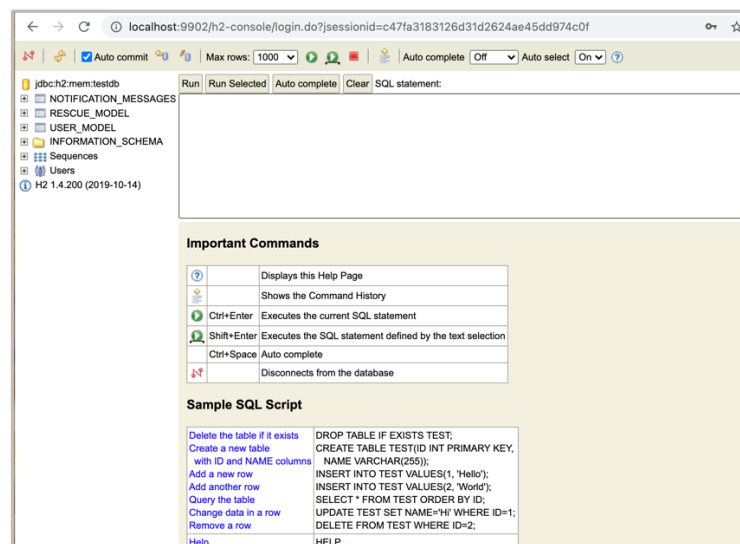 localhost:9902/h2-console/login.do?jsessionid=c47fa3183126d31d2624ae45dd974c0f
Auto commit Max rows: 1000 Auto complete Off Auto select On
jdbc:h2:mem:testdb
NOTIFICATION_MESSAGES
RESCUE_MODEL
USER_MODEL
INFORMATION_SCHEMA
Sequences
Users
H2 1.4.200 (2019-10-14)
Run Run Selected Auto complete Clear SQL statement:
Important Commands
Displays this Help Page
Shows the Command History
Ctrl+Enter Executes the current SQL statement
Shift+Enter Executes the SQL statement defined by the text selection
Ctrl+Space Auto complete
Disconnects from the database
Sample SQL Script
Delete the table if it exists DROP TABLE IF EXISTS TEST;
Create a new table CREATE TABLE TEST(ID INT PRIMARY KEY,
with ID and NAME columns NAME VARCHAR(255));
Add a new row INSERT INTO TEST VALUES(1, 'Hello');
Add another row INSERT INTO TEST VALUES(2, 'World');
Query the table SELECT * FROM TEST ORDER BY ID;
Change data in a row UPDATE TEST SET NAME='Hi' WHERE ID=1;
Remove a row DELETE FROM TEST WHERE ID=2;
Help HELP